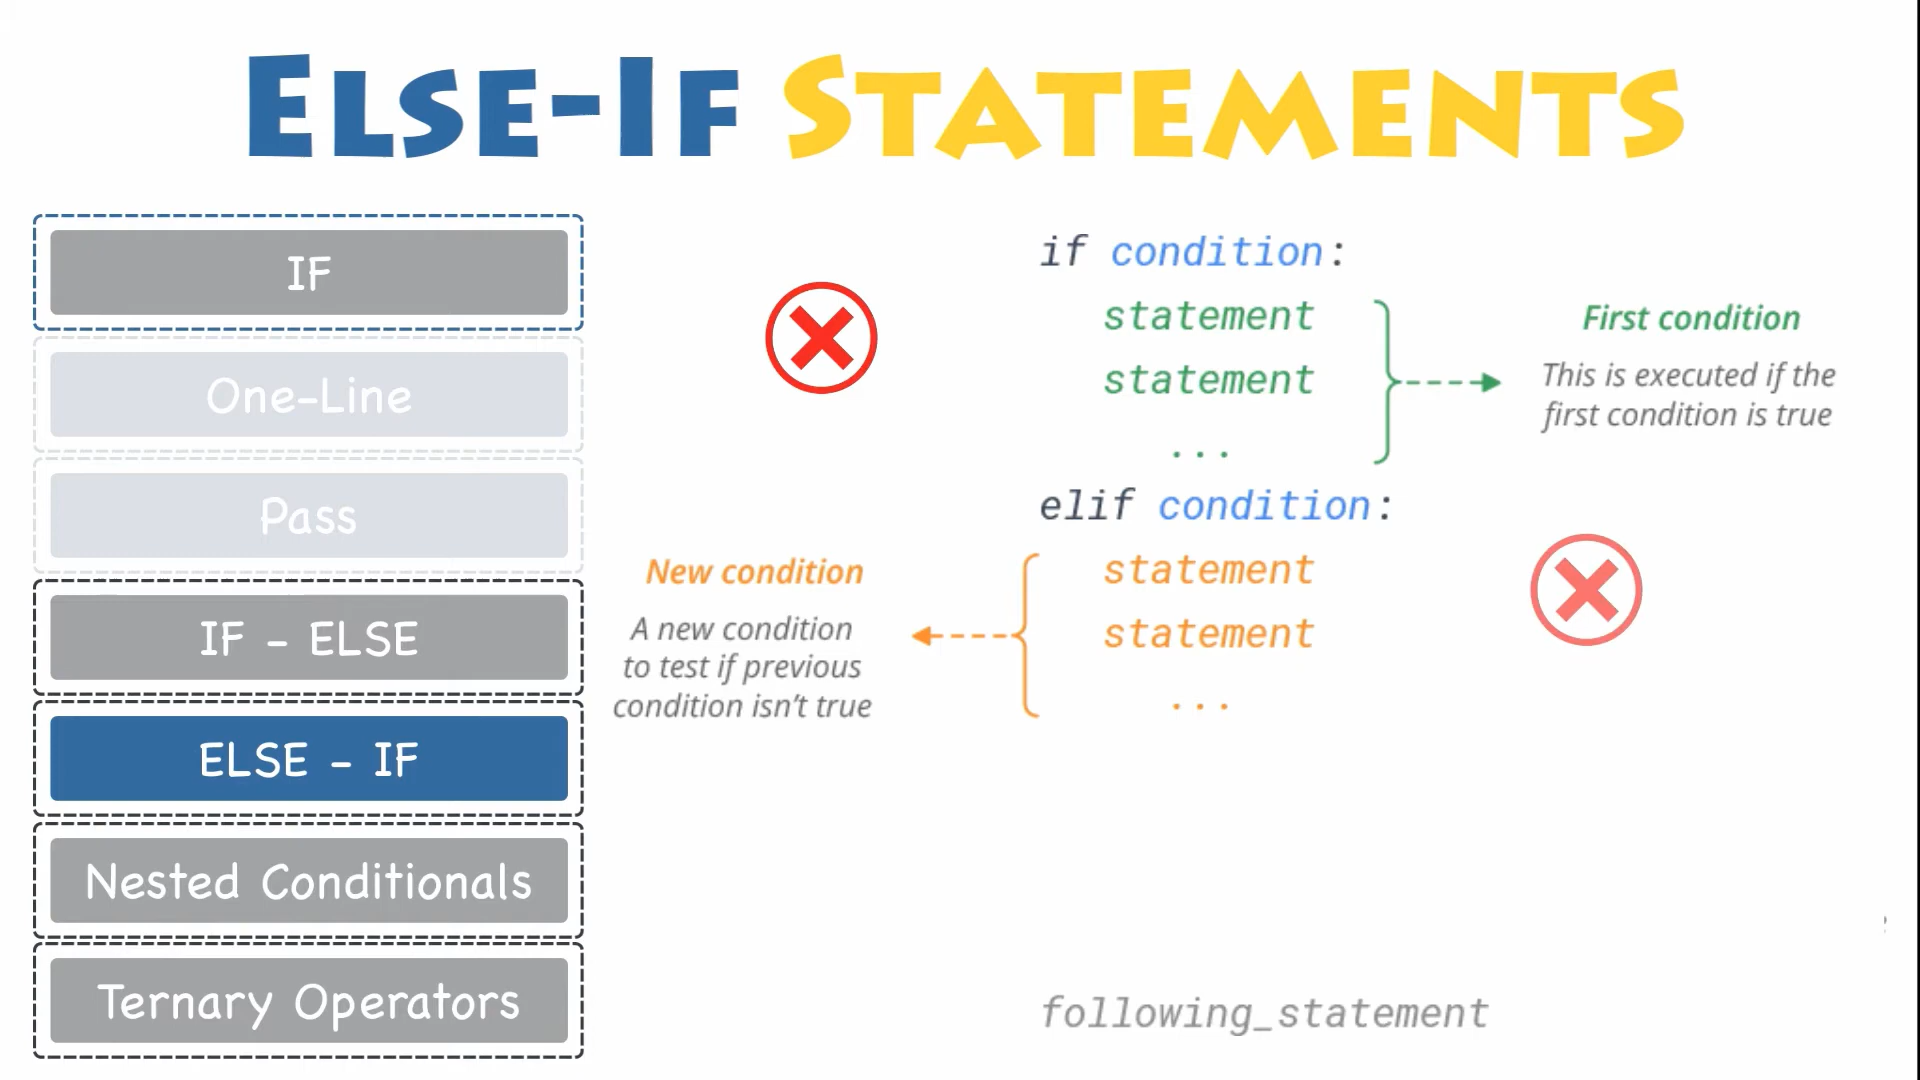 ELSE-IF STATEMENTS
IF
One-Line
Pass
IF - ELSE
ELSE - IF
Nested Conditionals
Ternary Operators
if condition:
statement
statement
...
First condition
This is executed if the
first condition is true
elif condition:
statement
statement
...
New condition
A new condition
to test if previous
condition isn't true
following_statement